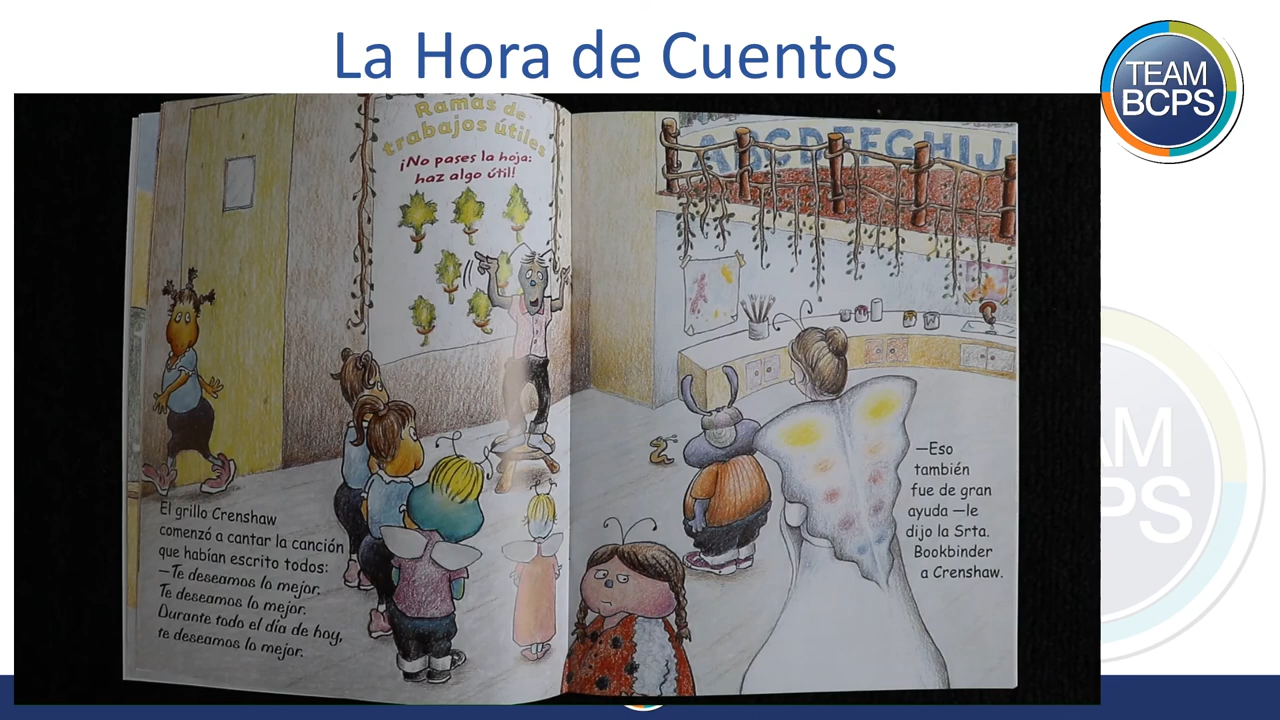 La Hora de Cuentos
TEAM
BCPS
Ramas de
trabajos útiles
¡No pases la hoja:
haz algo útil!
ABCDEFGHIJ
El grillo Crenshaw
comenzó a cantar la canción
que habían escrito todos:
—Te deseamos lo mejor.
Te deseamos lo mejor.
Durante todo el día de hoy,
te deseamos lo mejor.
—Eso
también
fue de gran
ayuda —le
dijo la Srta.
Bookbinder
a Crenshaw.
AM
PS